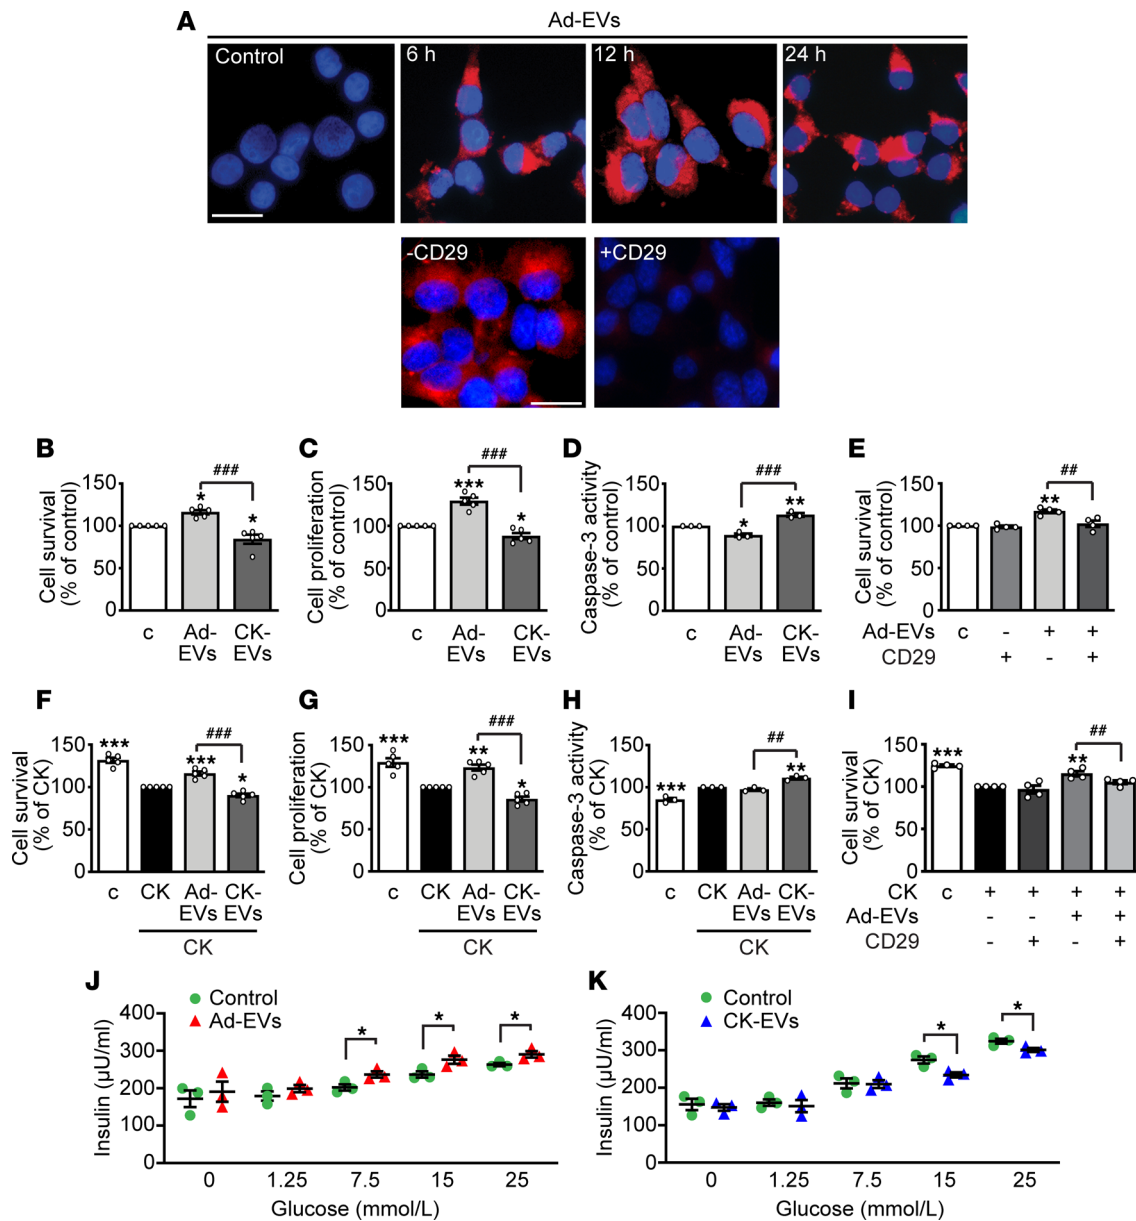 A
Ad-EVs
Control
6 h
12 h
24 h
-CD29
+CD29
B
Cell survival
(% of control)
150
100
50
0
*
*
###
c
Ad-
EVs
CK-
EVs
C
Cell proliferation
(% of control)
150
100
50
0
***
*
###
c
Ad-
EVs
CK-
EVs
D
Caspase-3 activity
(% of control)
150
100
50
0
*
**
###
c
Ad-
EVs
CK-
EVs
E
Cell survival
(% of control)
150
100
50
0
**
##
Ad-EVs c - + +
CD29 + - +
F
Cell survival
(% of CK)
150
100
50
0
***
***
*
###
c
CK
Ad-
EVs
CK-
EVs
CK
G
Cell proliferation
(% of CK)
150
100
50
0
***
**
*
###
c
CK
Ad-
EVs
CK-
EVs
CK
H
Caspase-3 activity
(% of CK)
150
100
50
0
***
**
##
c
CK
Ad-
EVs
CK-
EVs
CK
I
Cell survival
(% of CK)
150
100
50
0
***
**
##
CK c + + + +
Ad-EVs - - + +
CD29 - + - +
J
Control
Ad-EVs
Insulin (µU/ml)
400
300
200
100
0
*
*
*
0 1.25 7.5 15 25
Glucose (mmol/L)
K
Control
CK-EVs
Insulin (µU/ml)
400
300
200
100
0
*
*
0 1.25 7.5 15 25
Glucose (mmol/L)